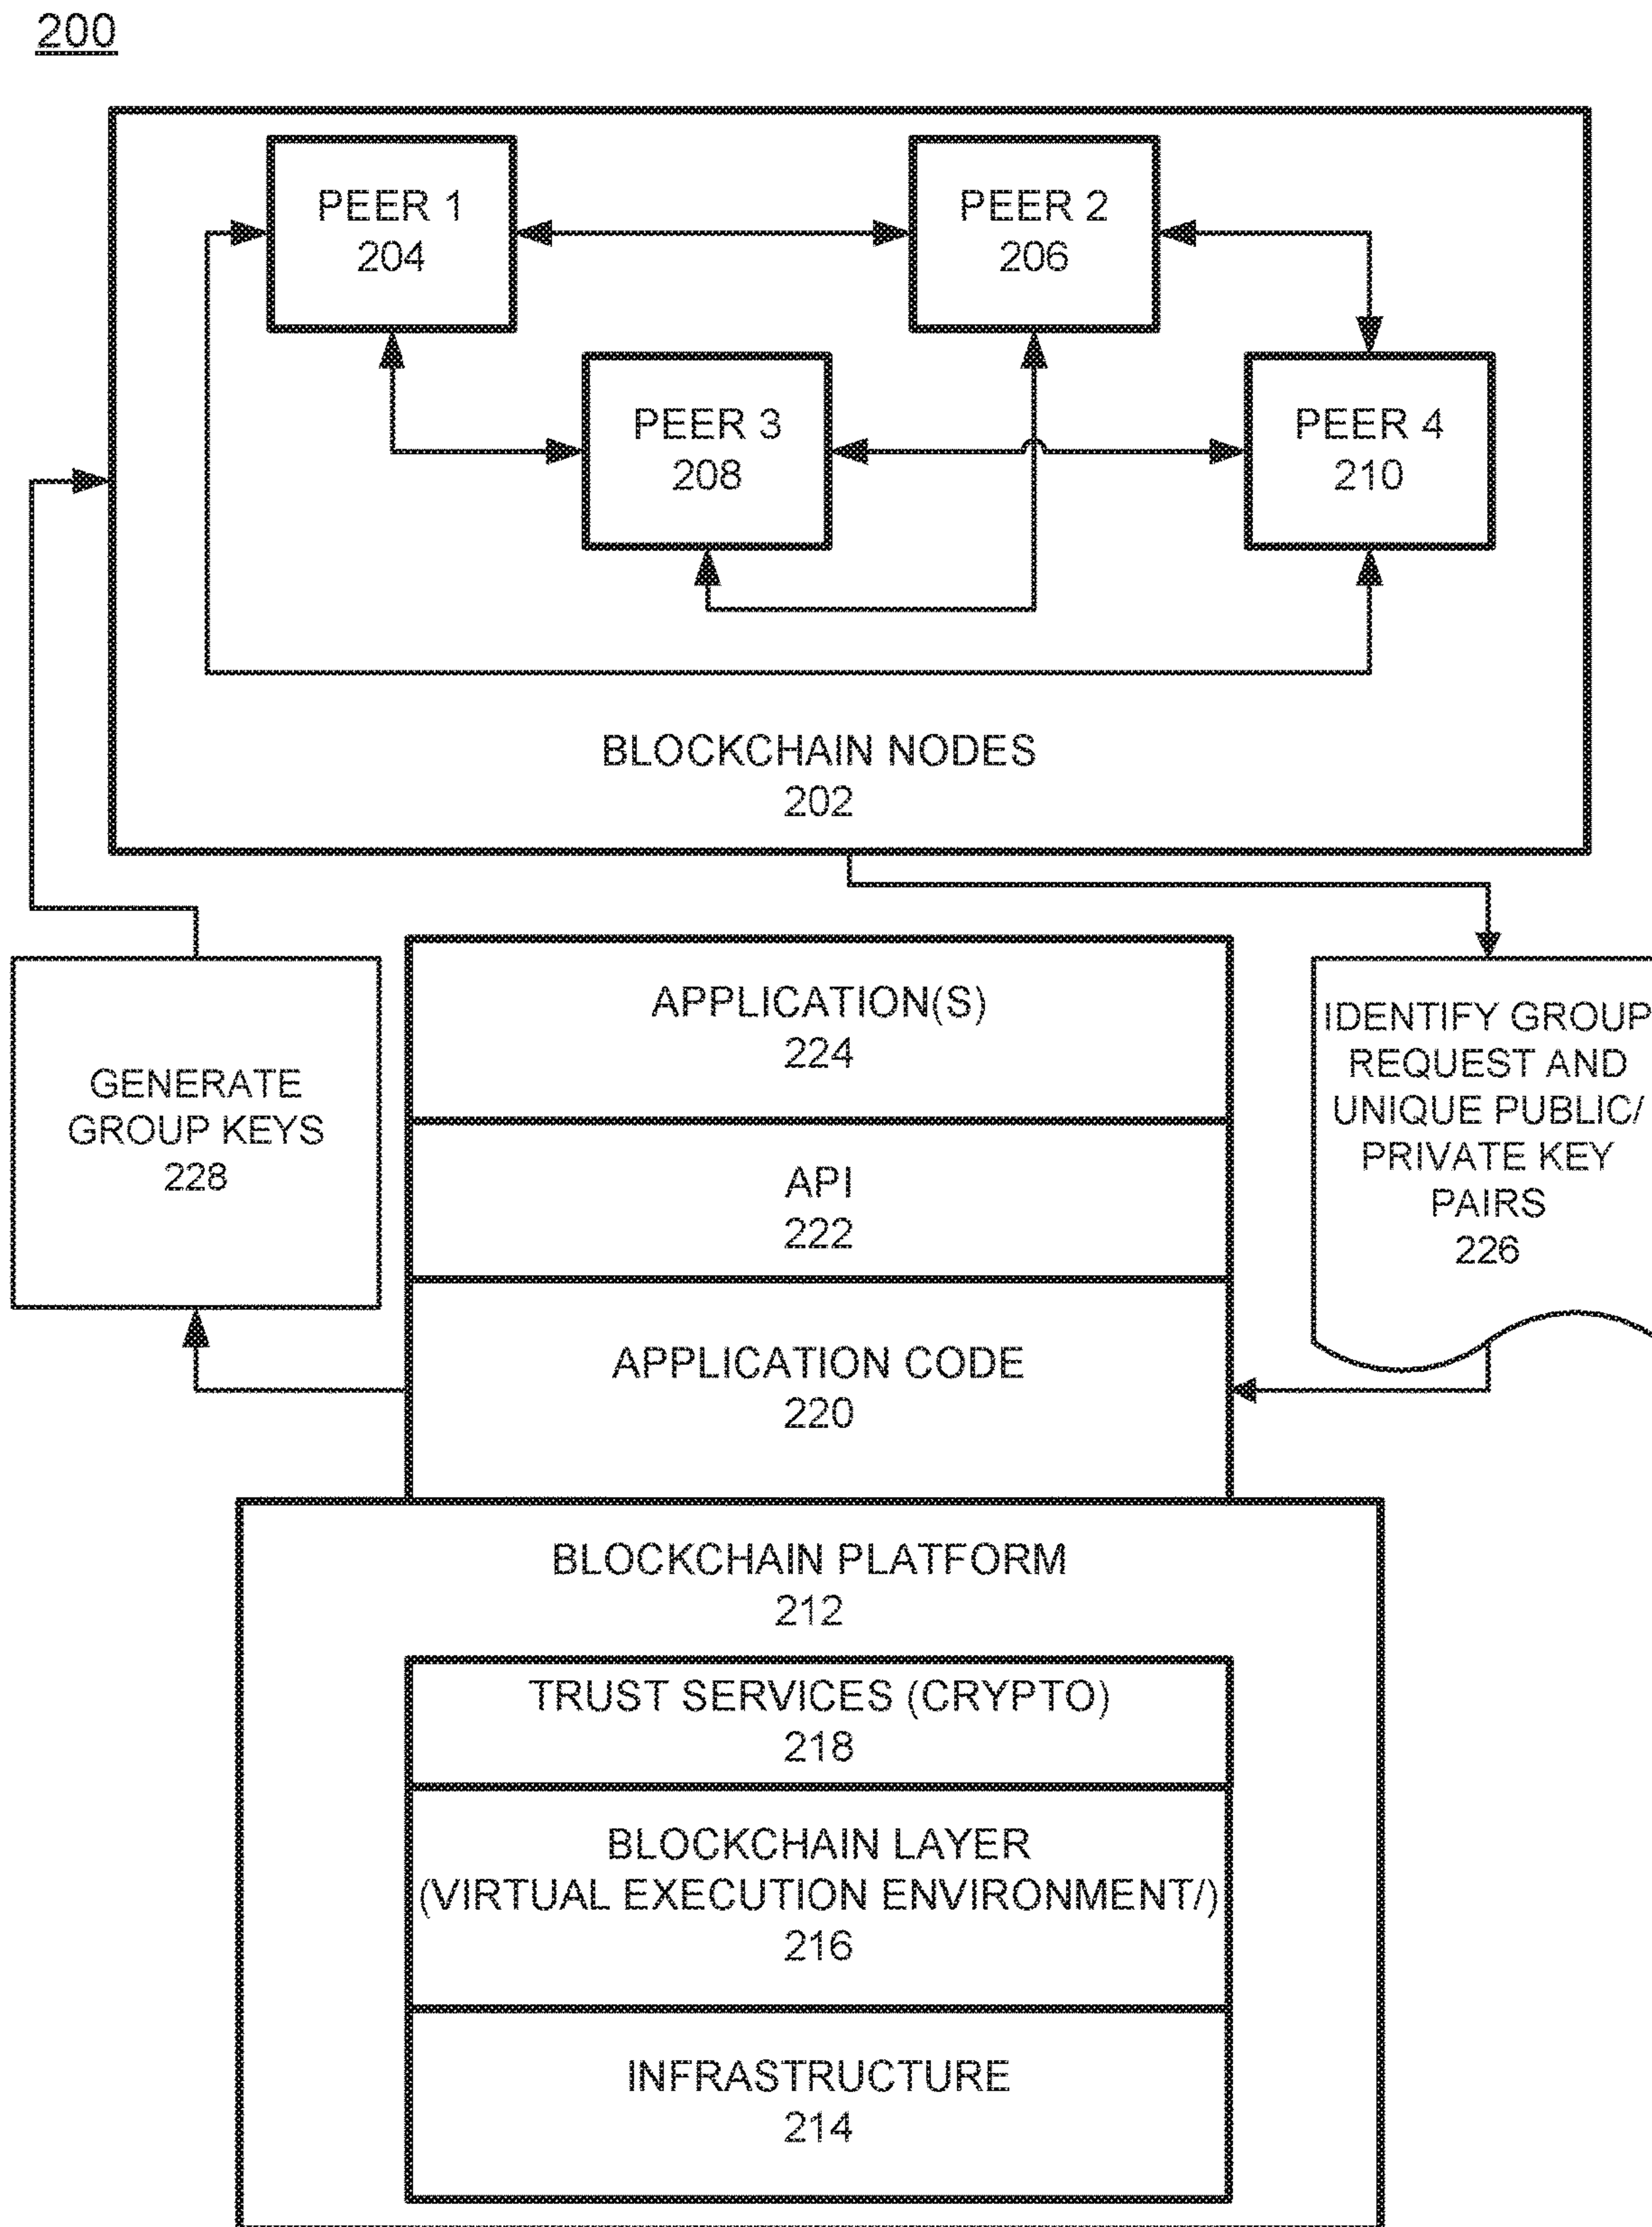 200
PEER 1
204
PEER 2
206
PEER 3
208
PEER 4
210
BLOCKCHAIN NODES
202
GENERATE
GROUP KEYS
228
APPLICATION(S)
224
API
222
APPLICATION CODE
220
IDENTIFY GROUP
REQUEST AND
UNIQUE PUBLIC/
PRIVATE KEY
PAIRS
226
BLOCKCHAIN PLATFORM
212
TRUST SERVICES (CRYPTO)
218
BLOCKCHAIN LAYER
(VIRTUAL EXECUTION ENVIRONMENT/)
216
INFRASTRUCTURE
214